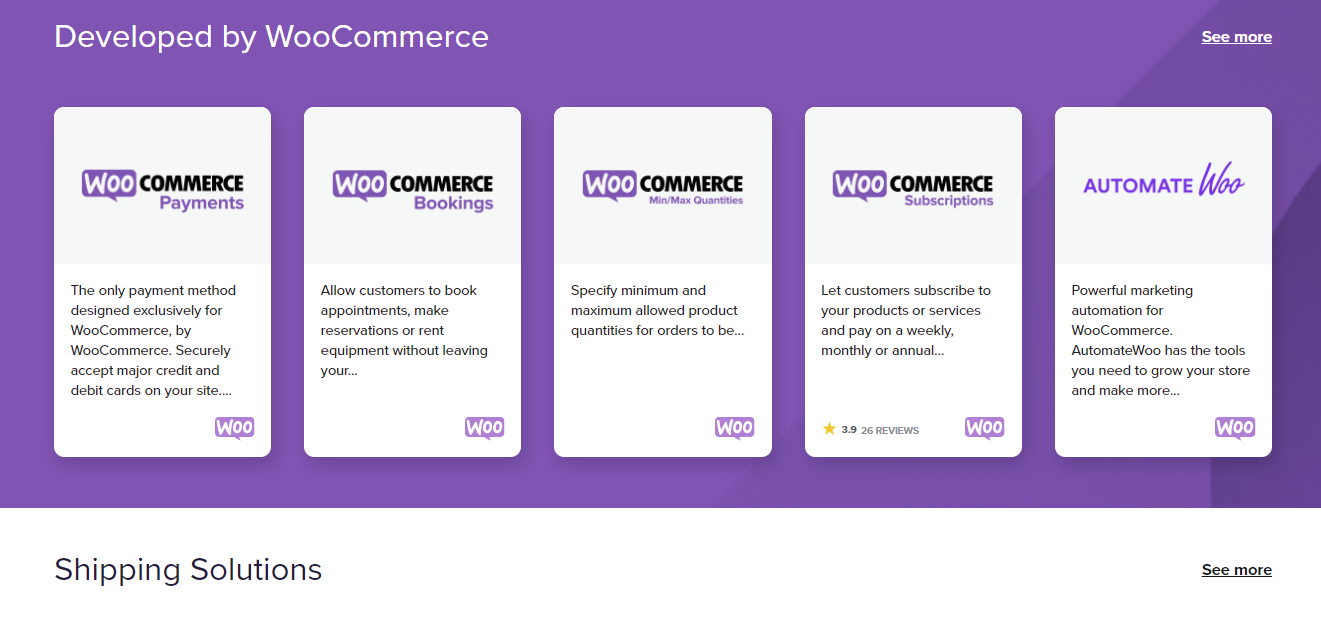 Developed by WooCommerce
See more
WOO COMMERCE
Payments
The only payment method
designed exclusively for
WooCommerce, by
WooCommerce. Securely
accept major credit and
debit cards on your site....
WOO
WOO COMMERCE
Bookings
Allow customers to book
appointments, make
reservations or rent
equipment without leaving
your...
WOO
WOO COMMERCE
Min/Max Quantities
Specify minimum and
maximum allowed product
quantities for orders to be...
WOO
WOO COMMERCE
Subscriptions
Let customers subscribe to
your products or services
and pay on a weekly,
monthly or annual...
3.9 26 REVIEWS
WOO
AUTOMATE Woo
Powerful marketing
automation for
WooCommerce.
AutomateWoo has the tools
you need to grow your store
and make more...
WOO
Shipping Solutions
See more